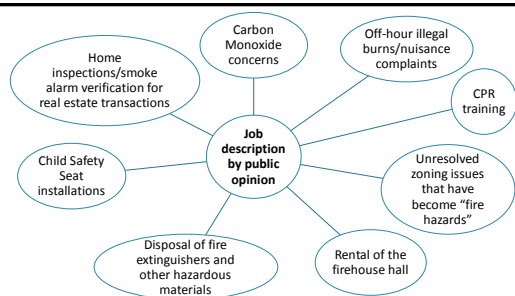 Carbon
Monoxide
concerns
Off-hour illegal
burns/nuisance
complaints
Home
inspections/smoke
alarm verification for
real estate transactions
CPR
training
Job
description
by public
opinion
Child Safety
Seat
installations
Unresolved
zoning issues
that have
become “fire
hazards”
Disposal of fire
extinguishers and
other hazardous
materials
Rental of the
firehouse hall